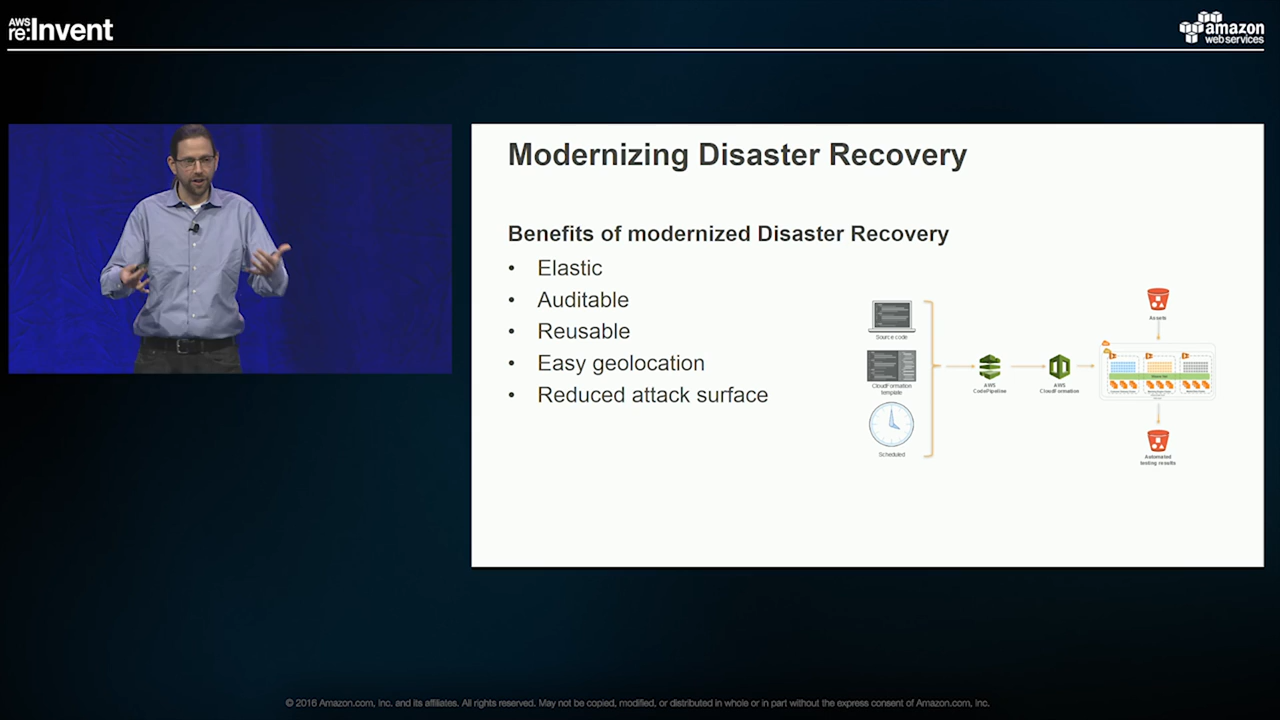 AWS
re:Invent
amazon
web services
Modernizing Disaster Recovery
Benefits of modernized Disaster Recovery
• Elastic
• Auditable
• Reusable
• Easy geolocation
• Reduced attack surface
Source code
CloudFormation
template
Scheduled
AWS
CodePipeline
AWS
CloudFormation
Assets
Automated
testing results
© 2016 Amazon.com, Inc. and its affiliates. All rights reserved. May not be copied, modified, or distributed in whole or in part without the express consent of Amazon.com, Inc.